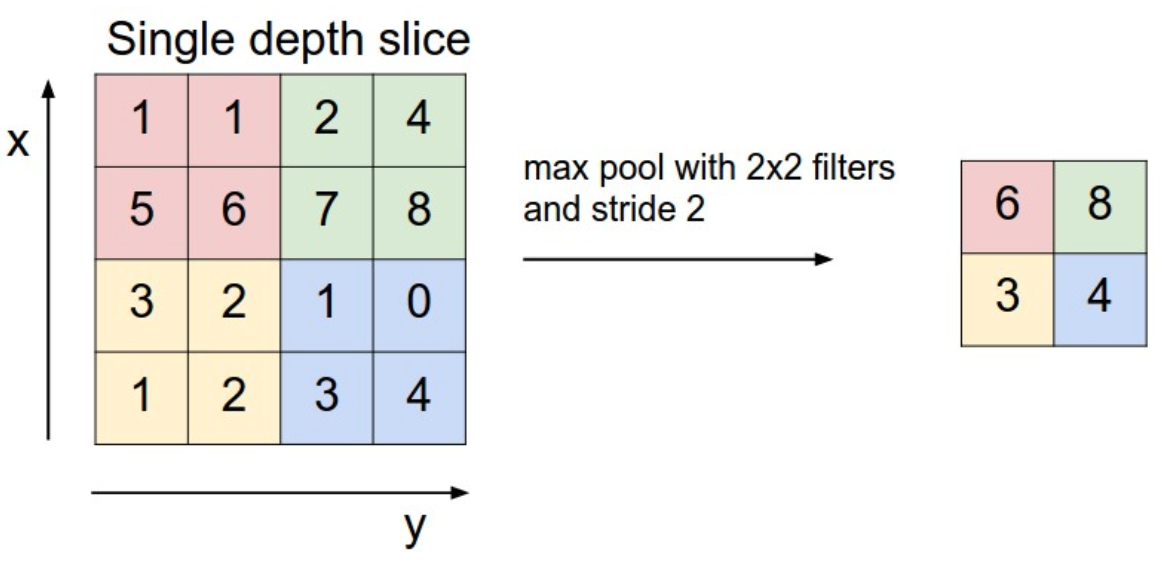 Single depth slice
x
1 1 2 4
5 6 7 8
3 2 1 0
1 2 3 4
y
max pool with 2x2 filters
and stride 2
6 8
3 4